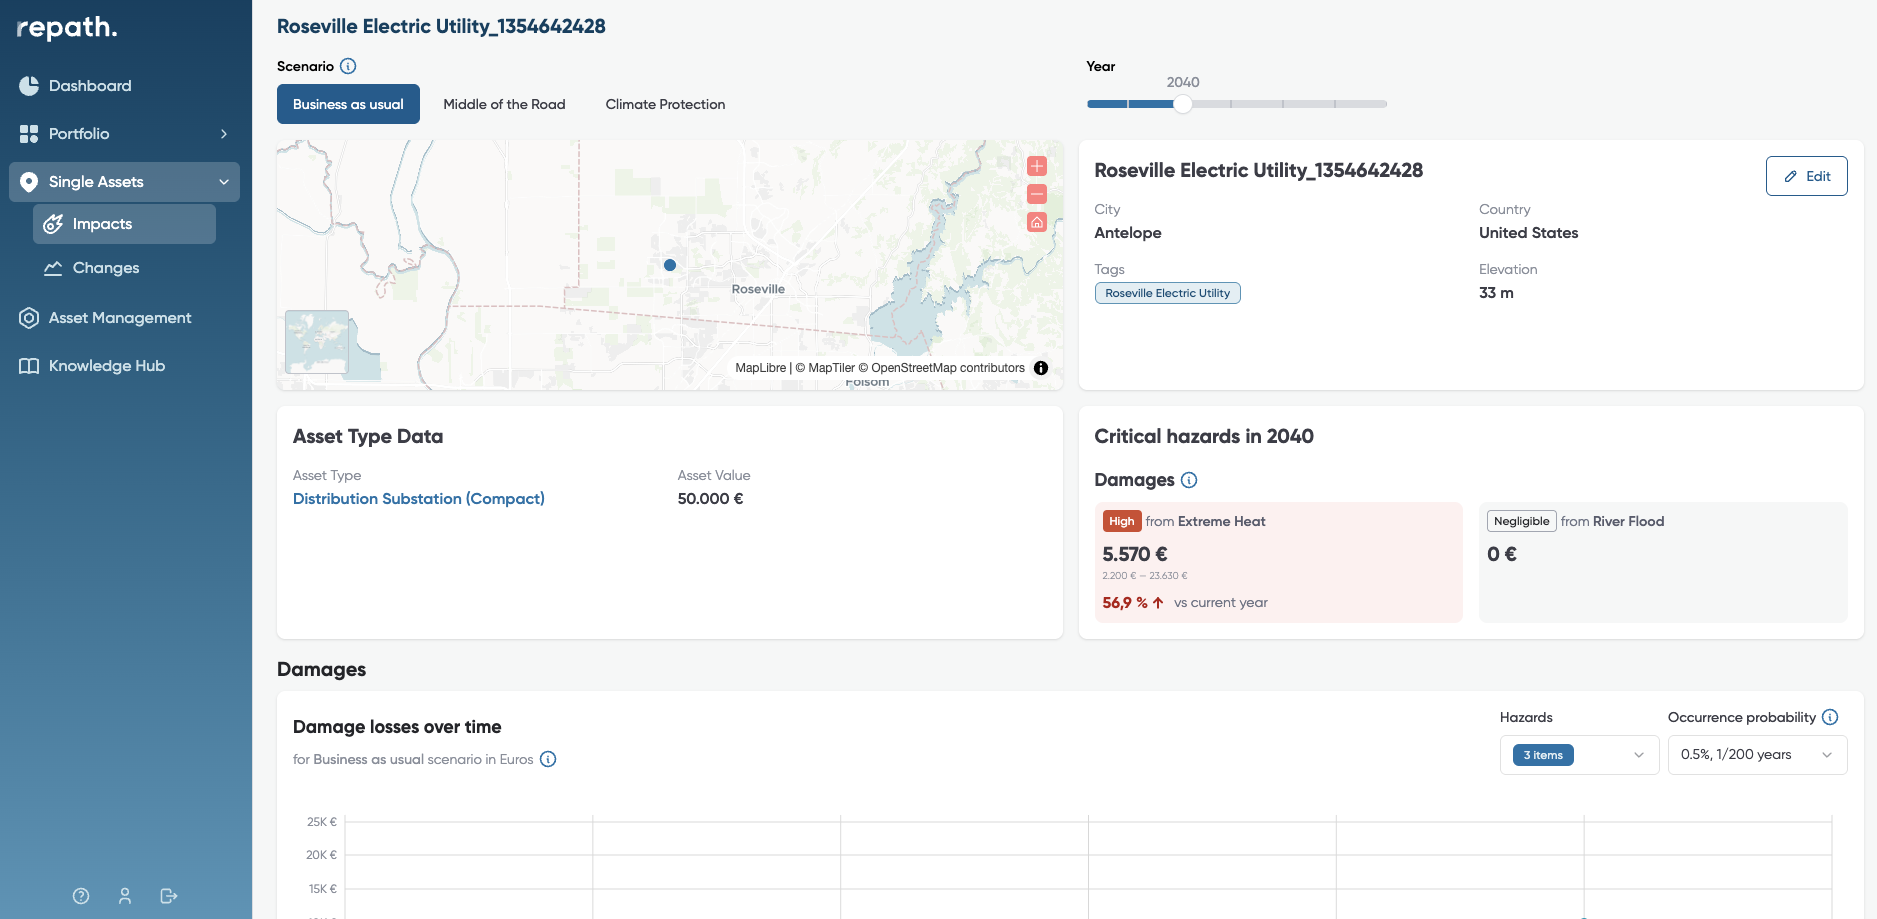 repath.
Dashboard
Portfolio
Single Assets
Impacts
Changes
Asset Management
Knowledge Hub
Roseville Electric Utility_1354642428
Scenario
Business as usual
Middle of the Road
Climate Protection
Year
2040
Roseville
Folsom
MapLibre | © MapTiler © OpenStreetMap contributors
Roseville Electric Utility_1354642428
Edit
City
Antelope
Country
United States
Tags
Roseville Electric Utility
Elevation
33 m
Asset Type Data
Asset Type
Distribution Substation (Compact)
Asset Value
50.000 €
Critical hazards in 2040
Damages
High from Extreme Heat
5.570 €
2.200 € – 23.630 €
56,9 % ↑ vs current year
Negligible from River Flood
0 €
Damages
Damage losses over time
for Business as usual scenario in Euros
Hazards
3 items
Occurrence probability
0.5%, 1/200 years
25K €
20K €
15K €